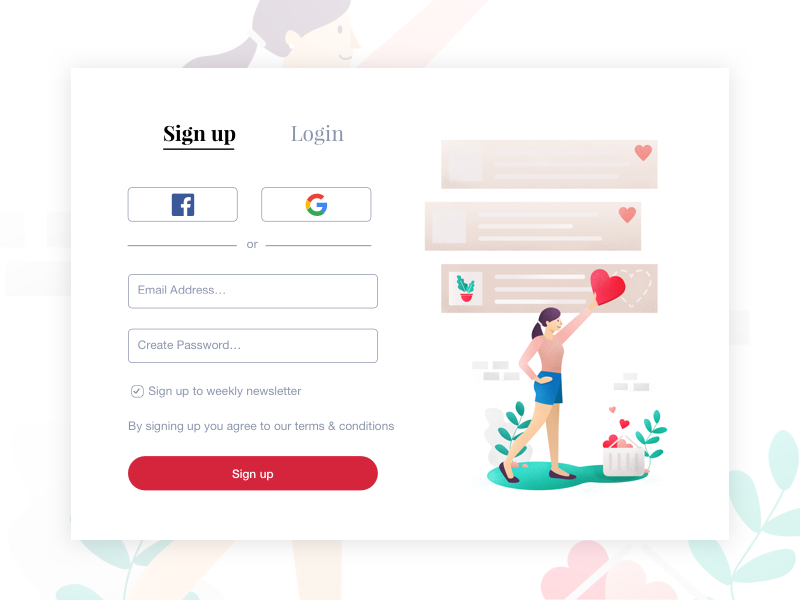 Sign up
Login
or
Email Address...
Create Password...
Sign up to weekly newsletter
By signing up you agree to our terms & conditions
Sign up